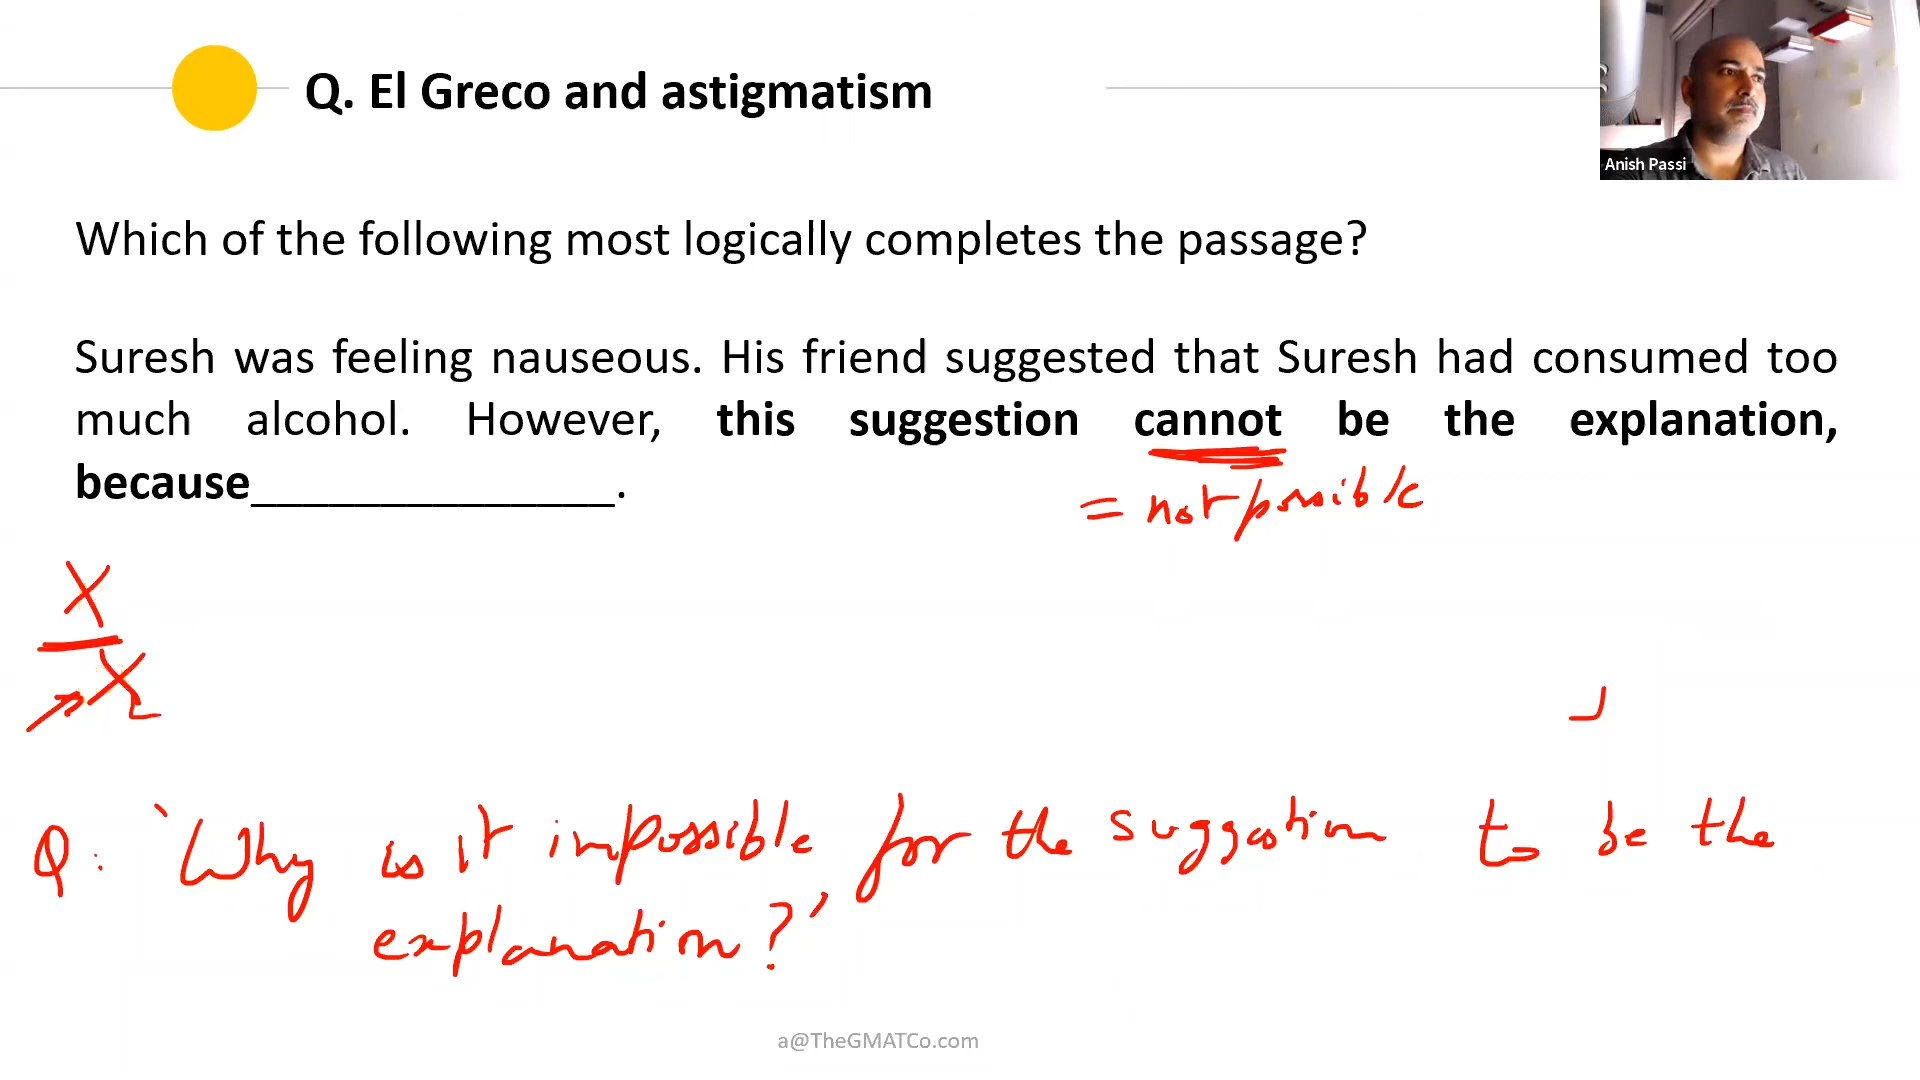 Q. El Greco and astigmatism
Anish Passi
Which of the following most logically completes the passage?
Suresh was feeling nauseous. His friend suggested that Suresh had consumed too
much alcohol. However, this suggestion cannot be the explanation,
because_______________.
= not possible
X
X
Q: 'Why is it impossible for the suggestion to be the
explanation?'
a@TheGMATCo.com